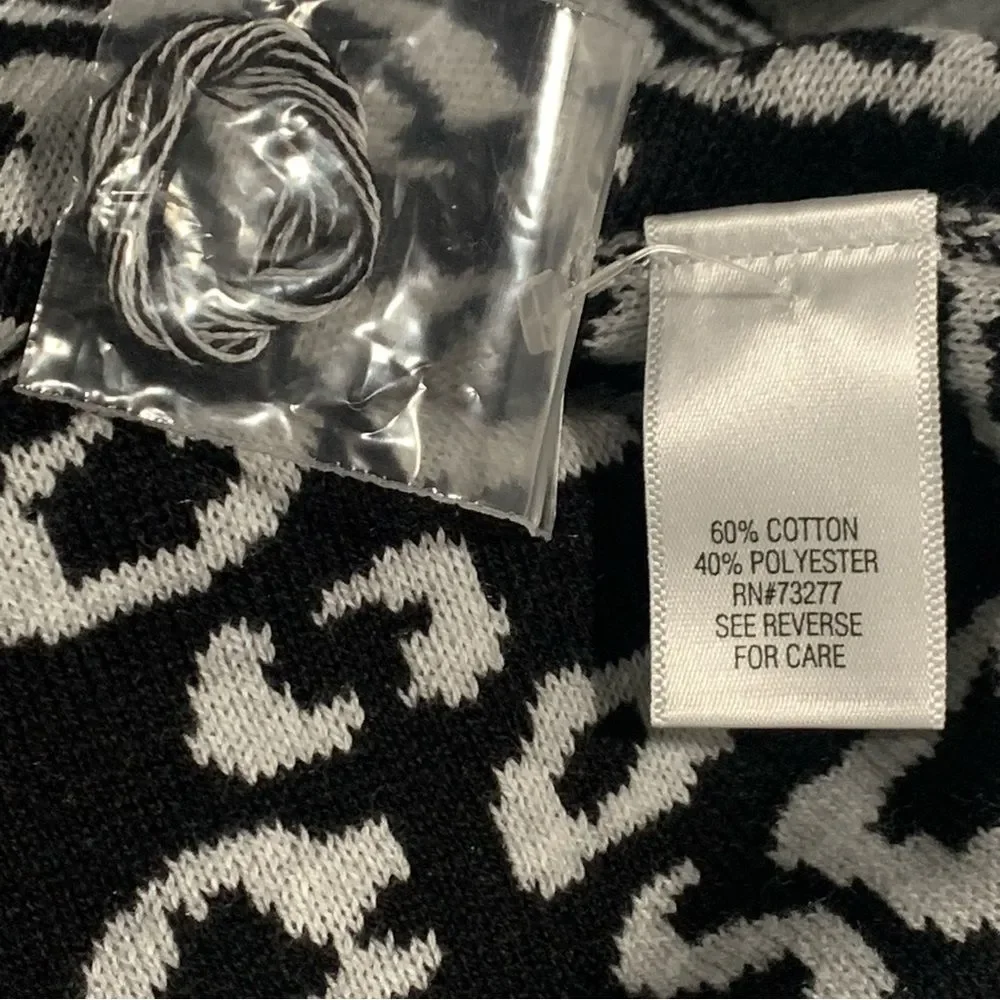 60% COTTON
40% POLYESTER
RN#73277
SEE REVERSE
FOR CARE